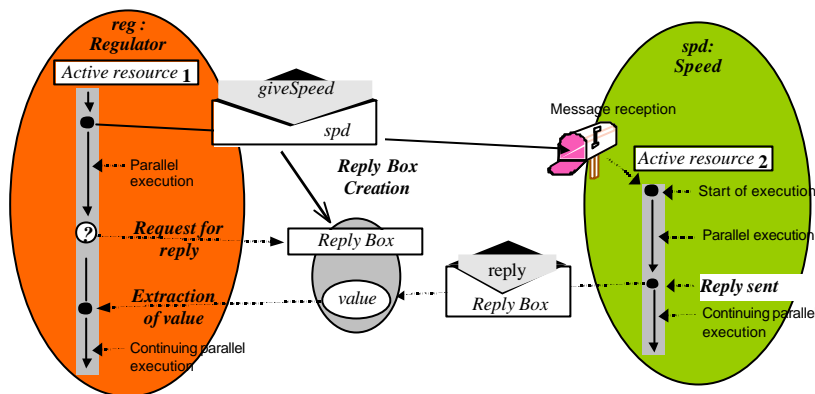 reg :
Regulator
Active resource 1
giveSpeed
spd
Parallel
execution
Reply Box
Creation
?
Request for
reply
Reply Box
value
Extraction
of value
Continuing parallel
execution
reply
Reply Box
spd:
Speed
Message reception
Active resource 2
Start of execution
Parallel execution
Reply sent
Continuing paralle
execution